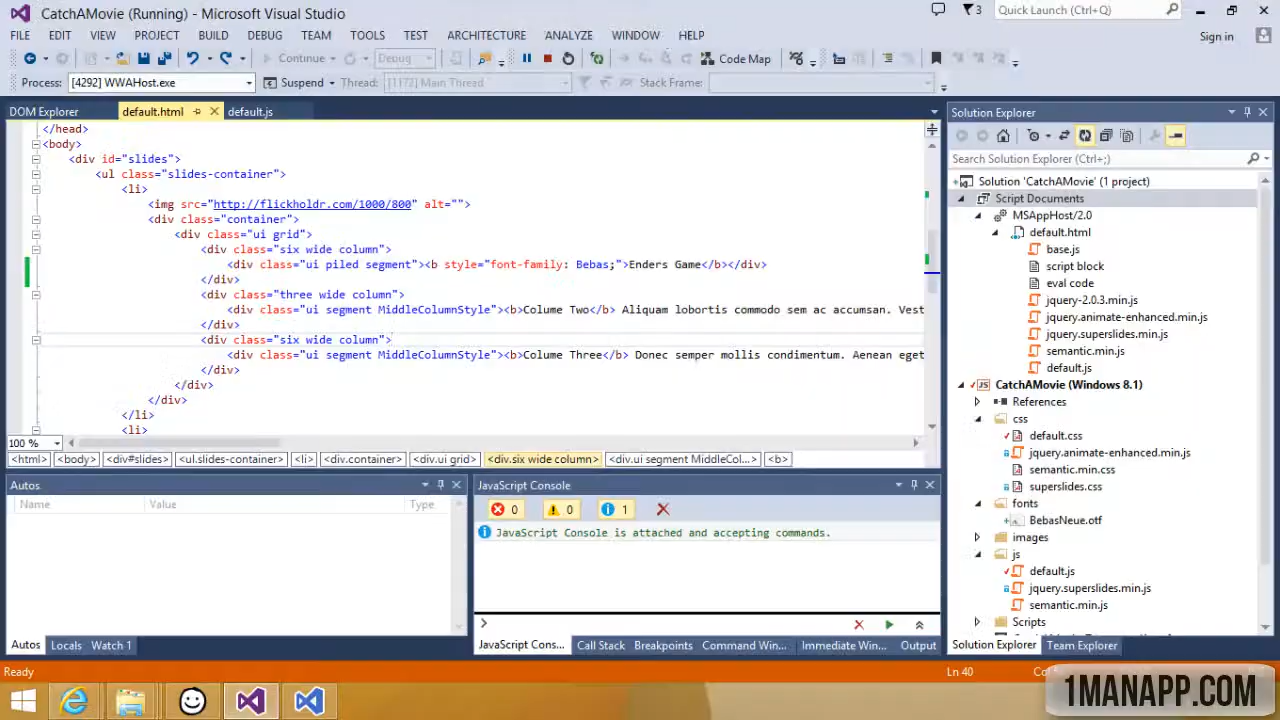 CatchAMovie (Running) - Microsoft Visual Studio
3
Quick Launch (Ctrl+Q)
FILE EDIT VIEW PROJECT BUILD DEBUG TEAM TOOLS TEST ARCHITECTURE ANALYZE WINDOW HELP
Sign in
Continue Debug Code Map
Process: [4292] WWAHost.exe Suspend Thread: [1172] Main Thread Stack Frame:
DOM Explorer default.html default.js
</head>
<body>
<div id="slides">
<ul class="slides-container">
<li>
<img src="http://flickholdr.com/1000/800" alt="">
<div class="container">
<div class="ui grid">
<div class="six wide column">
<div class="ui piled segment"><b style="font-family: Bebas;">Enders Game</b></div>
</div>
<div class="three wide column">
<div class="ui segment MiddleColumnStyle"><b>Colume Two</b> Aliquam lobortis commodo sem ac accumsan. Vest
</div>
<div class="six wide column">
<div class="ui segment MiddleColumnStyle"><b>Colume Three</b> Donec semper mollis condimentum. Aenean eget
</div>
</div>
</div>
</li>
<li>
100 %
<html> <body> <div#slides> <ul.slides-container> <li> <div.container> <div.ui grid> <div.six wide column> <div.ui segment MiddleCol...> <b>
Autos
Name Value Type
Autos Locals Watch 1
JavaScript Console
0 0 1
JavaScript Console is attached and accepting commands.
JavaScript Cons... Call Stack Breakpoints Command Win... Immediate Win... Output
Solution Explorer
Search Solution Explorer (Ctrl+;)
Solution 'CatchAMovie' (1 project)
Script Documents
MSAppHost/2.0
default.html
base.js
script block
eval code
jquery-2.0.3.min.js
jquery.animate-enhanced.min.js
jquery.superslides.min.js
semantic.min.js
default.js
JS CatchAMovie (Windows 8.1)
References
css
default.css
jquery.animate-enhanced.min.js
semantic.min.css
superslides.css
fonts
BebasNeue.otf
images
js
default.js
jquery.superslides.min.js
semantic.min.js
Scripts
Solution Explorer Team Explorer
Ready Ln 40
1MANAPP.COM